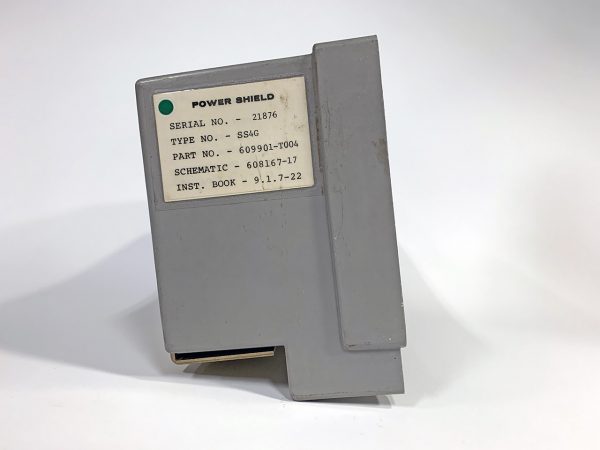 POWER SHIELD
SERIAL NO. - 21876
TYPE NO. - SS4G
PART NO. - 609901-T004
SCHEMATIC - 608167-17
INST. BOOK - 9.1.7-22